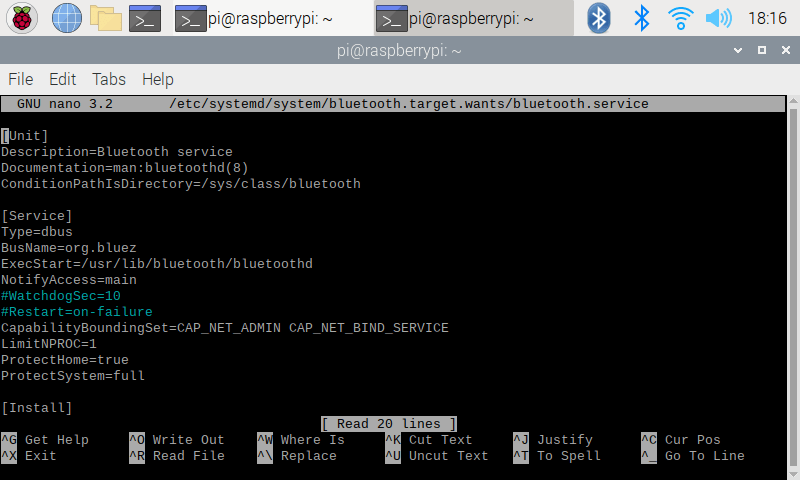 pi@raspberrypi: ~ pi@raspberrypi: ~ 18:16
pi@raspberrypi: ~
File Edit Tabs Help
GNU nano 3.2 /etc/systemd/system/bluetooth.target.wants/bluetooth.service
[Unit]
Description=Bluetooth service
Documentation=man:bluetoothd(8)
ConditionPathIsDirectory=/sys/class/bluetooth
[Service]
Type=dbus
BusName=org.bluez
ExecStart=/usr/lib/bluetooth/bluetoothd
NotifyAccess=main
#WatchdogSec=10
#Restart=on-failure
CapabilityBoundingSet=CAP_NET_ADMIN CAP_NET_BIND_SERVICE
LimitNPROC=1
ProtectHome=true
ProtectSystem=full
[Install]
[ Read 20 lines ]
^G Get Help ^O Write Out ^W Where Is ^K Cut Text ^J Justify ^C Cur Pos
^X Exit ^R Read File ^\ Replace ^U Uncut Text ^T To Spell ^_ Go To Line